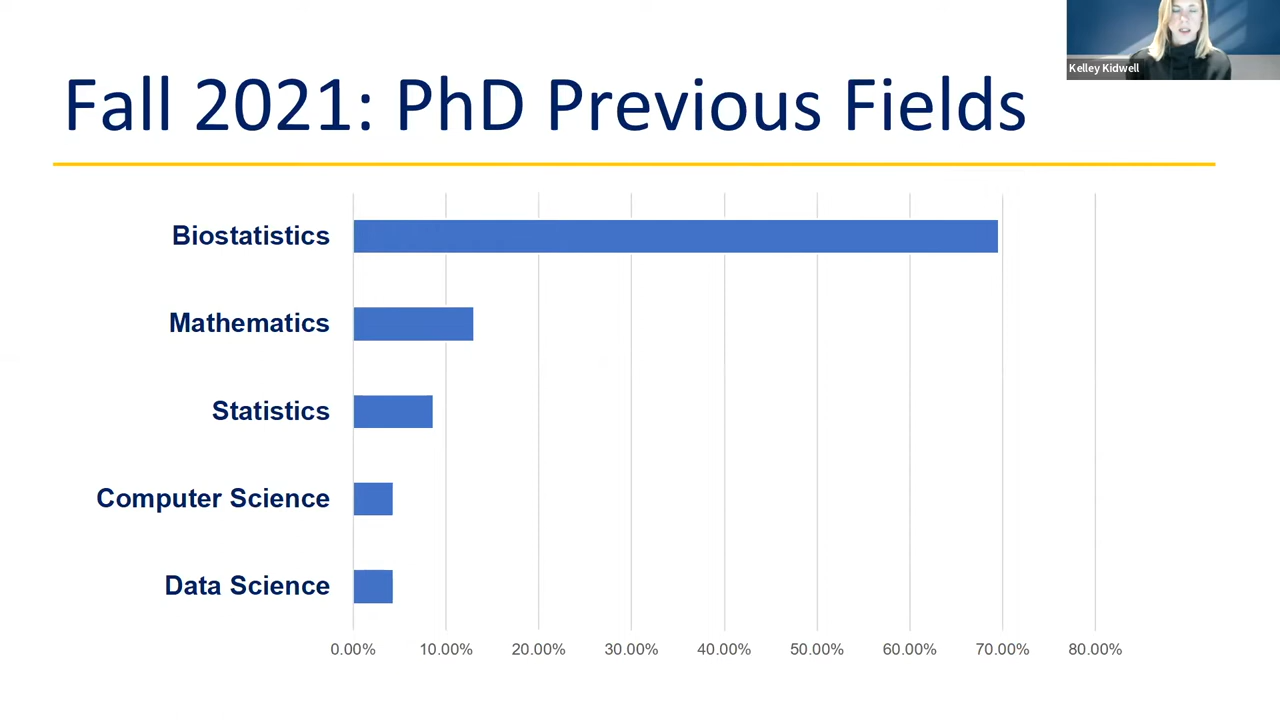 Kelley Kidwell
Fall 2021: PhD Previous Fields
Biostatistics
Mathematics
Statistics
Computer Science
Data Science
0.00% 10.00% 20.00% 30.00% 40.00% 50.00% 60.00% 70.00% 80.00%